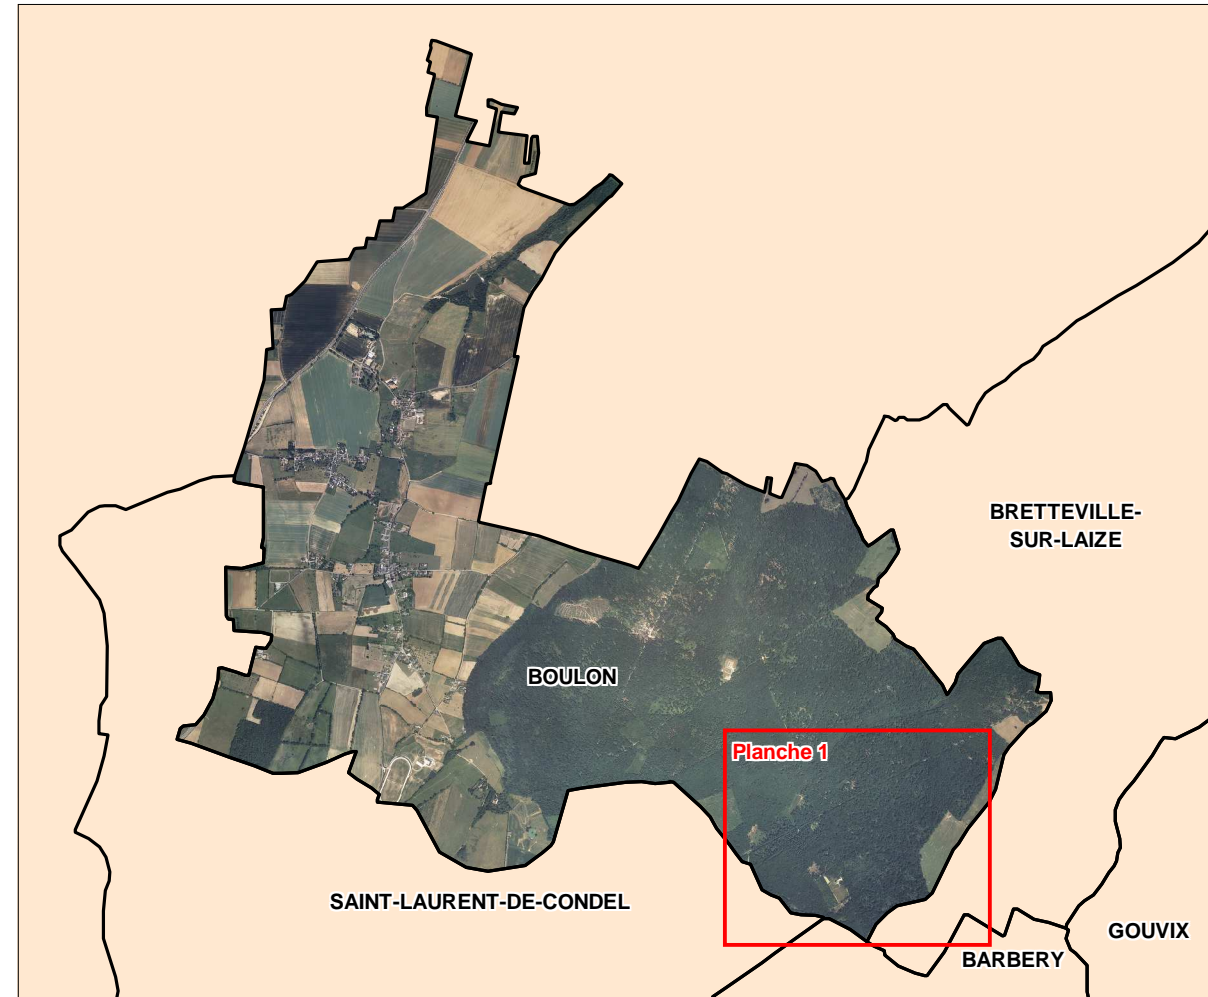 BRETTEVILLE-
SUR-LAIZE
BOULON
Planche 1
SAINT-LAURENT-DE-CONDEL
GOUVIX
BARBERY